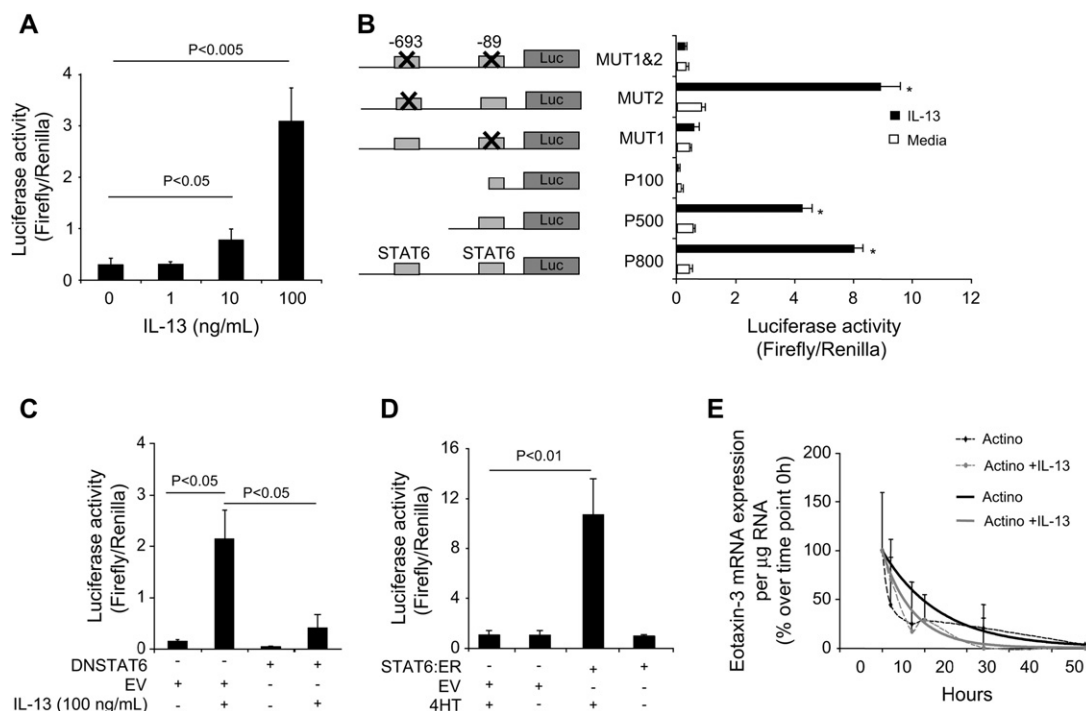 A
P<0.005
P<0.05
Luciferase activity
(Firefly/Renilla)
4
3
2
1
0
0 1 10 100
IL-13 (ng/mL)
B
-693 -89
Luc
MUT1&2
Luc
MUT2
Luc
MUT1
Luc
P100
Luc
P500
STAT6 STAT6
Luc
P800
*
*
*
IL-13
Media
0 2 4 6 8 10 12
Luciferase activity
(Firefly/Renilla)
C
P<0.05
P<0.05
Luciferase activity
(Firefly/Renilla)
4
3
2
1
0
DNSTAT6 - - + +
EV + + - -
IL-13 (100 ng/mL) - + - +
D
P<0.01
Luciferase activity
(Firefly/Renilla)
16
12
8
4
0
STAT6:ER - - + +
EV + + - -
4HT + - + -
E
Eotaxin-3 mRNA expression
per µg RNA
(% over time point 0h)
200
150
100
50
0
Actino
Actino +IL-13
Actino
Actino +IL-13
0 10 20 30 40 50
Hours